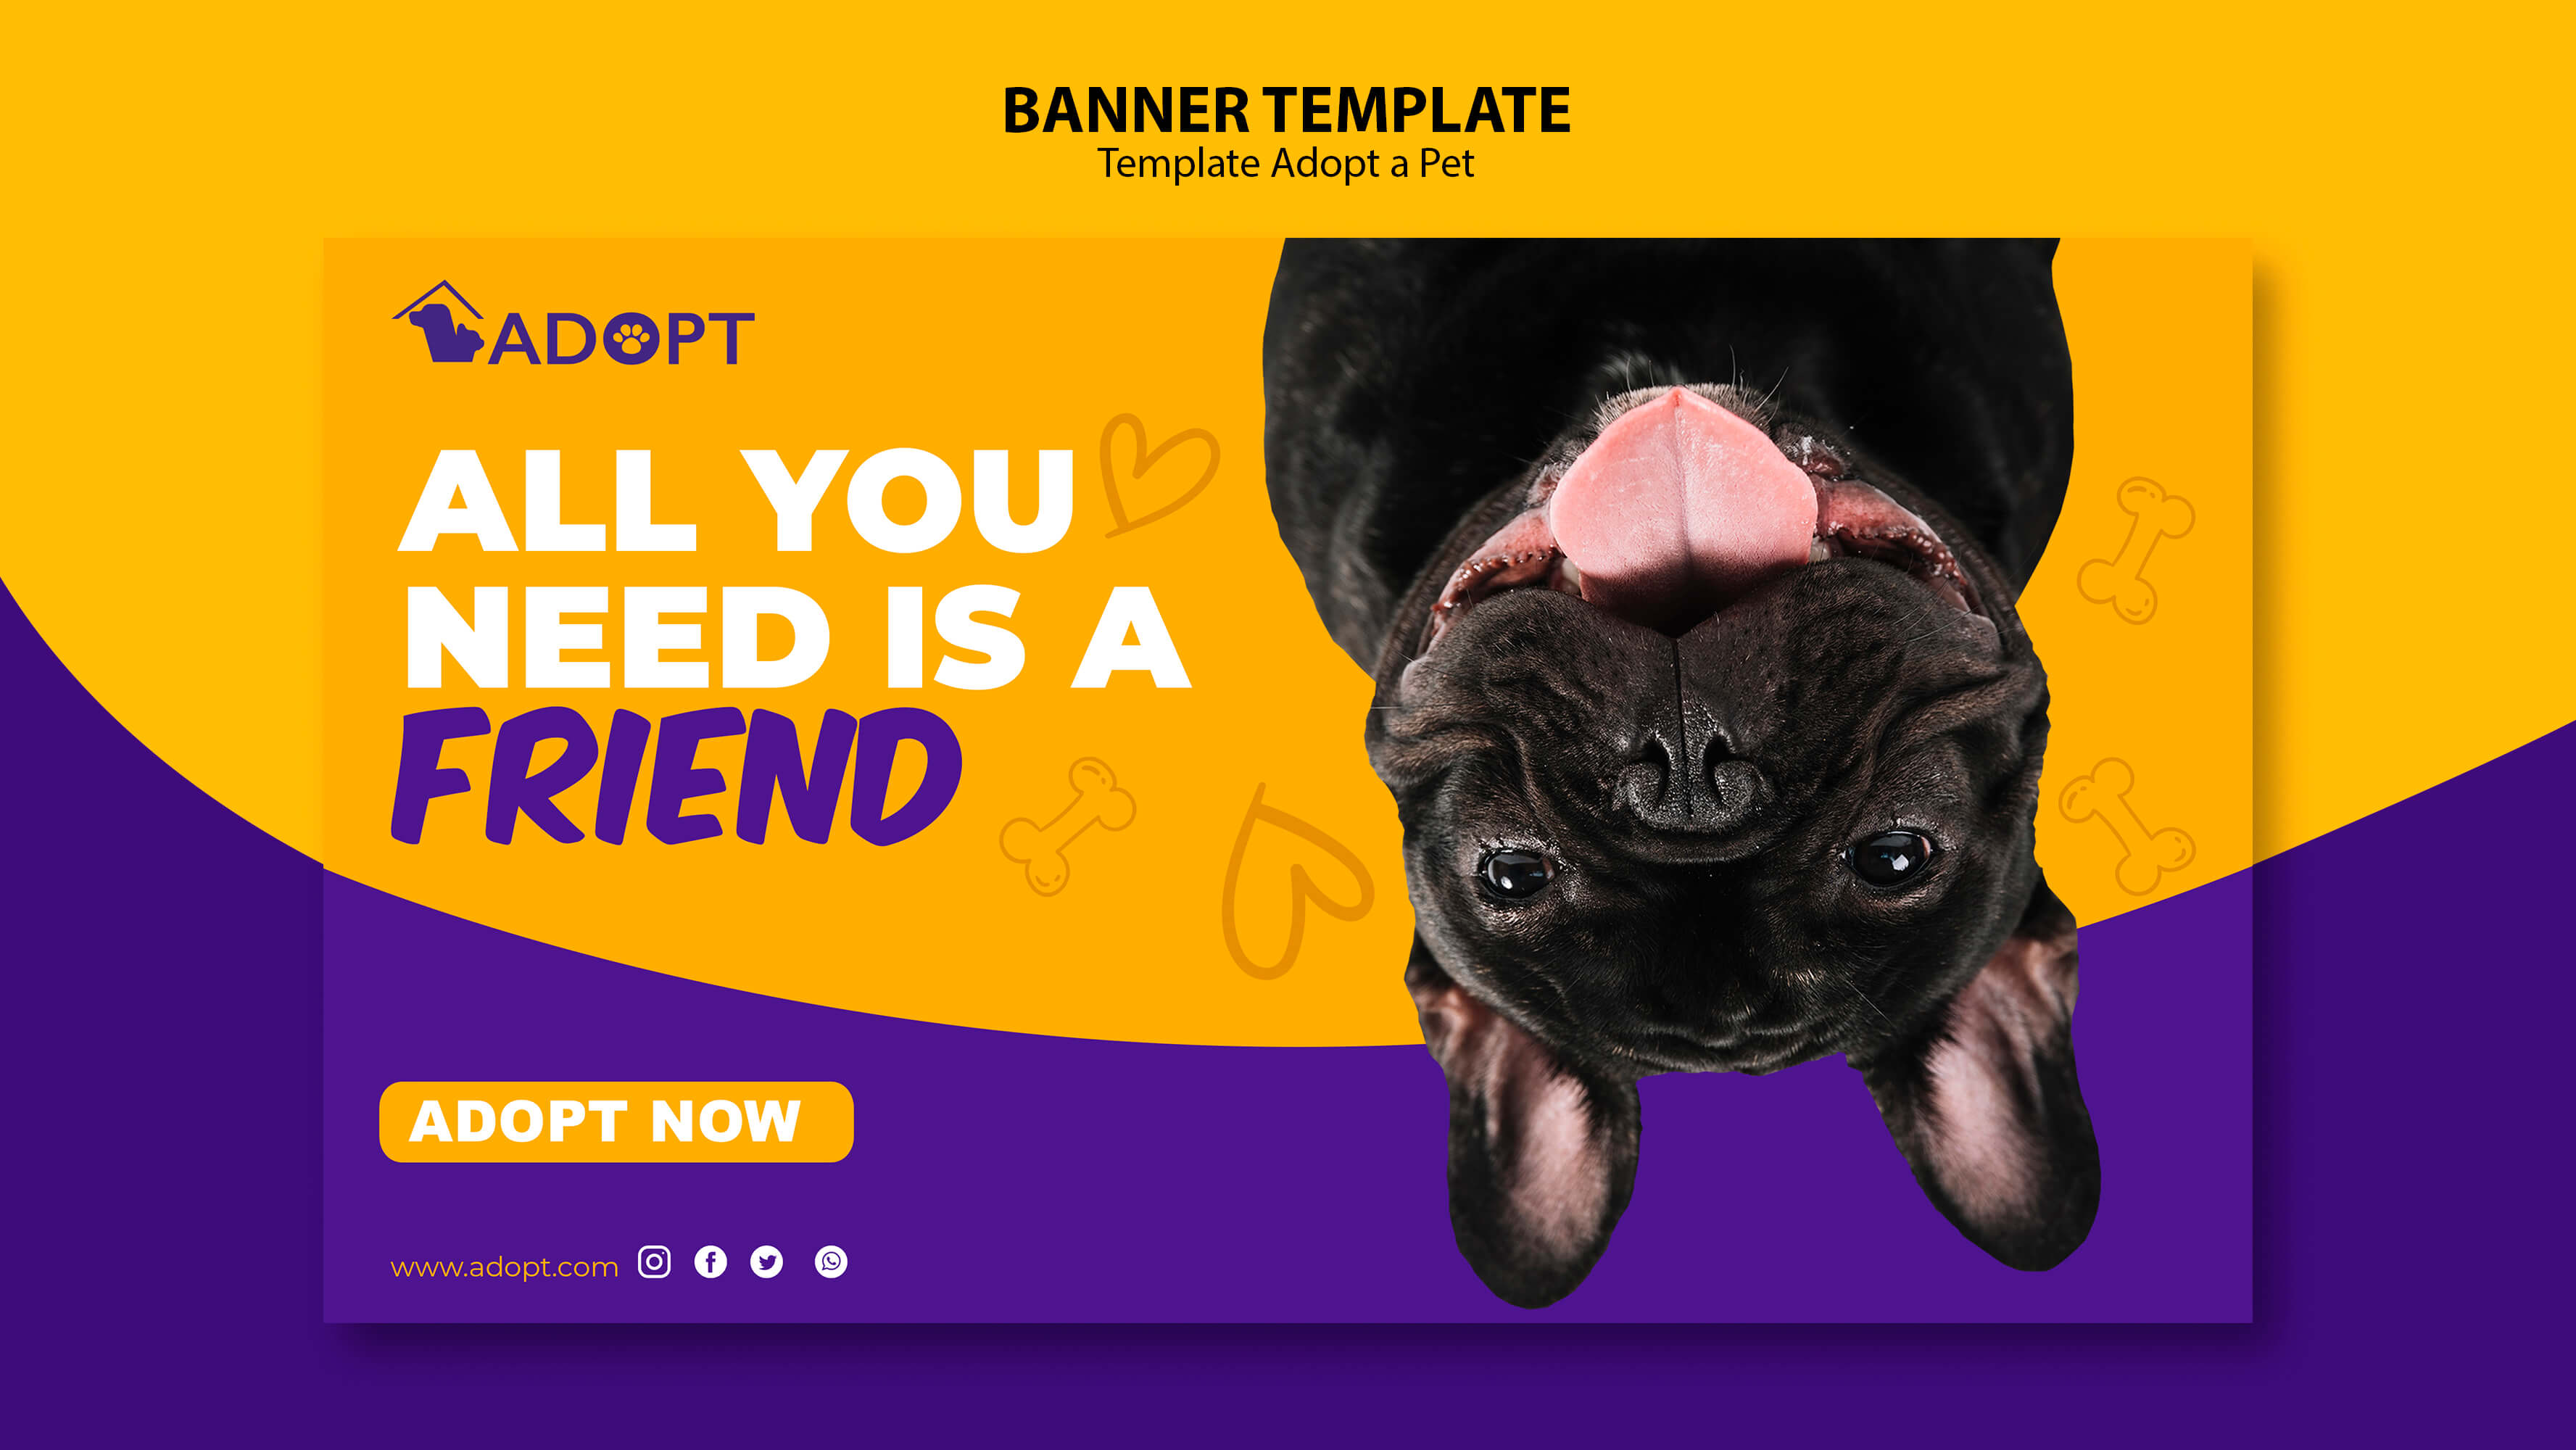 BANNER TEMPLATE
Template Adopt a Pet
ADOPT
ALL YOU
NEED IS A
FRIEND
ADOPT NOW
www.adopt.com